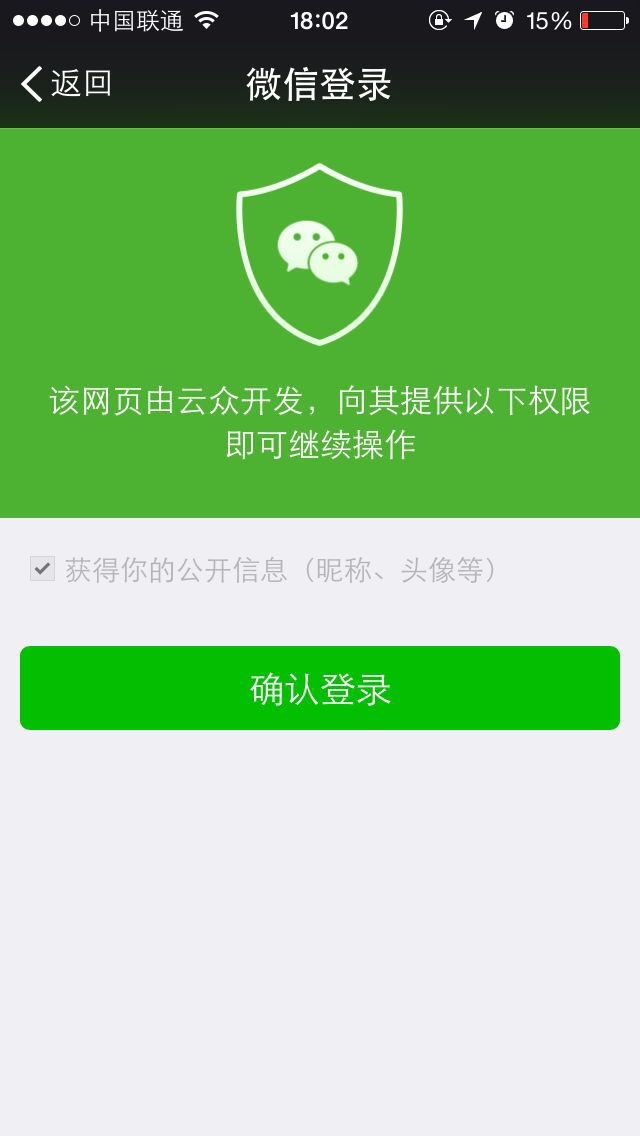 中国联通 18:02 15%
返回 微信登录
该网页由云众开发，向其提供以下权限
即可继续操作
获得你的公开信息（昵称、头像等）
确认登录